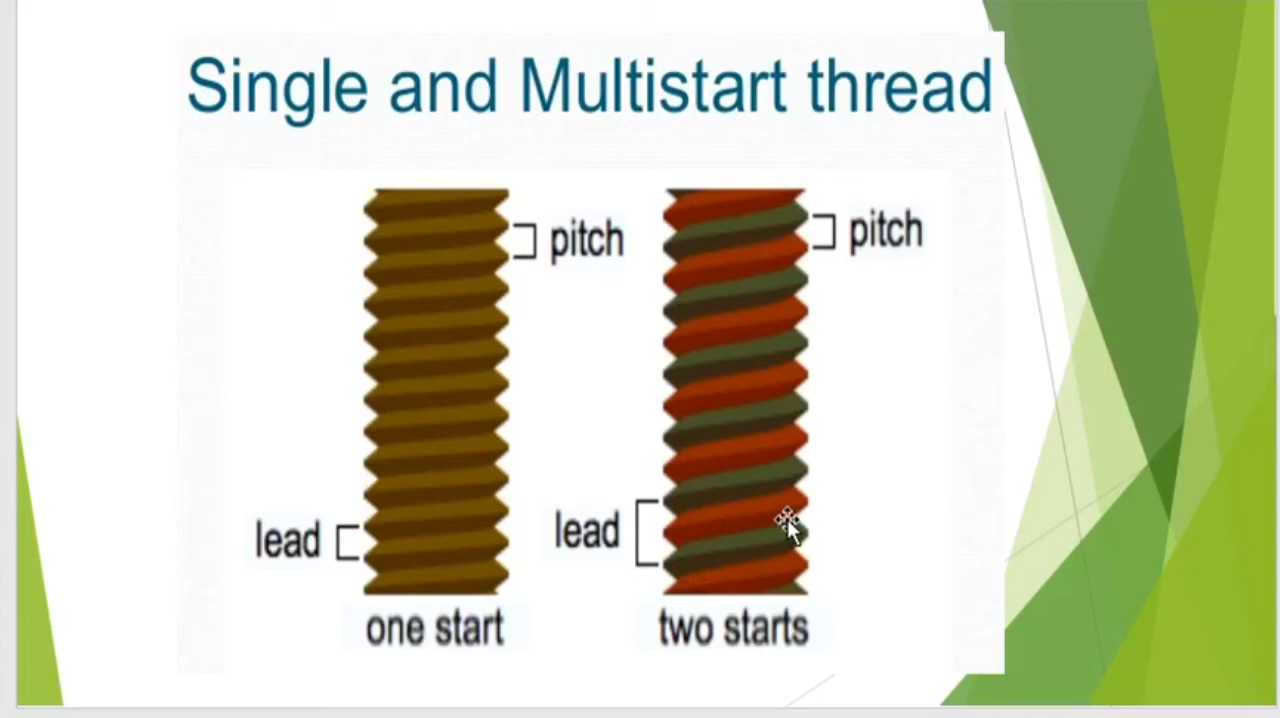 Single and Multistart thread
pitch
pitch
lead
lead
one start
two starts